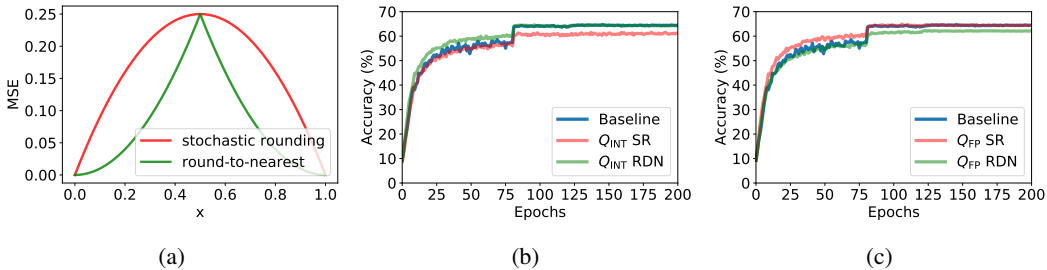 MSE
0.25
0.20
0.15
0.10
0.05
0.00
stochastic rounding
round-to-nearest
0.0 0.2 0.4 0.6 0.8 1.0
x
(a)
Accuracy (%)
70
60
50
40
30
20
10
0
Baseline
Q_INT SR
Q_INT RDN
0 25 50 75 100 125 150 175 200
Epochs
(b)
Accuracy (%)
70
60
50
40
30
20
10
0
Baseline
Q_FP SR
Q_FP RDN
0 25 50 75 100 125 150 175 200
Epochs
(c)